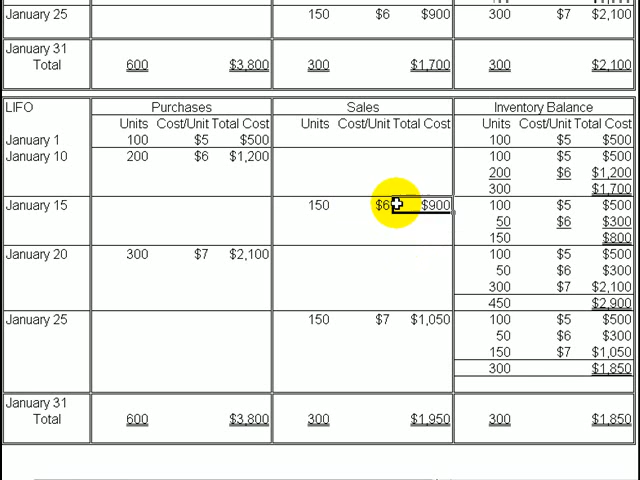 January 25 150 $6 $900 300 $7 $2,100
January 31
Total 600 $3,800 300 $1,700 300 $2,100
LIFO Purchases Sales Inventory Balance
Units Cost/Unit Total Cost Units Cost/Unit Total Cost Units Cost/Unit Total Cost
January 1 100 $5 $500 100 $5 $500
January 10 200 $6 $1,200 100 $5 $500
200 $6 $1,200
300 $1,700
January 15 150 $6 $900 100 $5 $500
50 $6 $300
150 $800
January 20 300 $7 $2,100 100 $5 $500
50 $6 $300
300 $7 $2,100
450 $2,900
January 25 150 $7 $1,050 100 $5 $500
50 $6 $300
150 $7 $1,050
300 $1,850
January 31
Total 600 $3,800 300 $1,950 300 $1,850